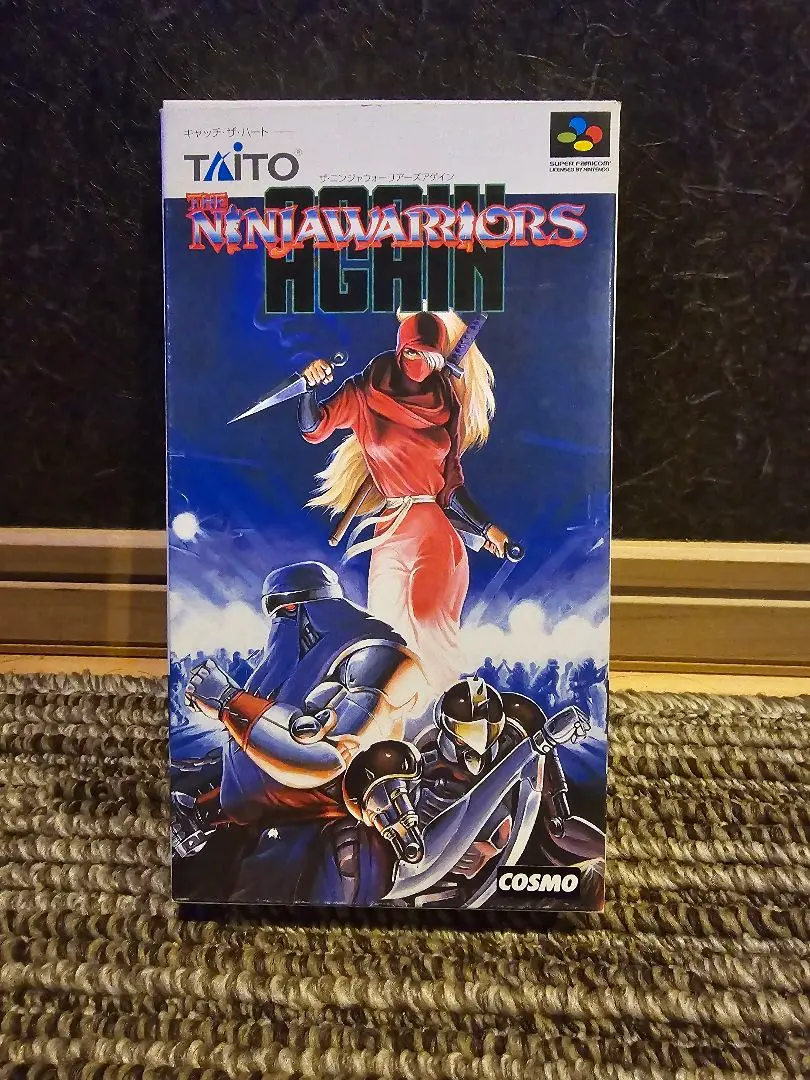 キャッチ・ザ・ハート
TAITO®
SUPER FAMICOM
LICENSED BY NINTENDO
ザ・ニンジャウォーリアーズアゲイン
THE
NINJAWARRIORS
AGAIN
COSMO